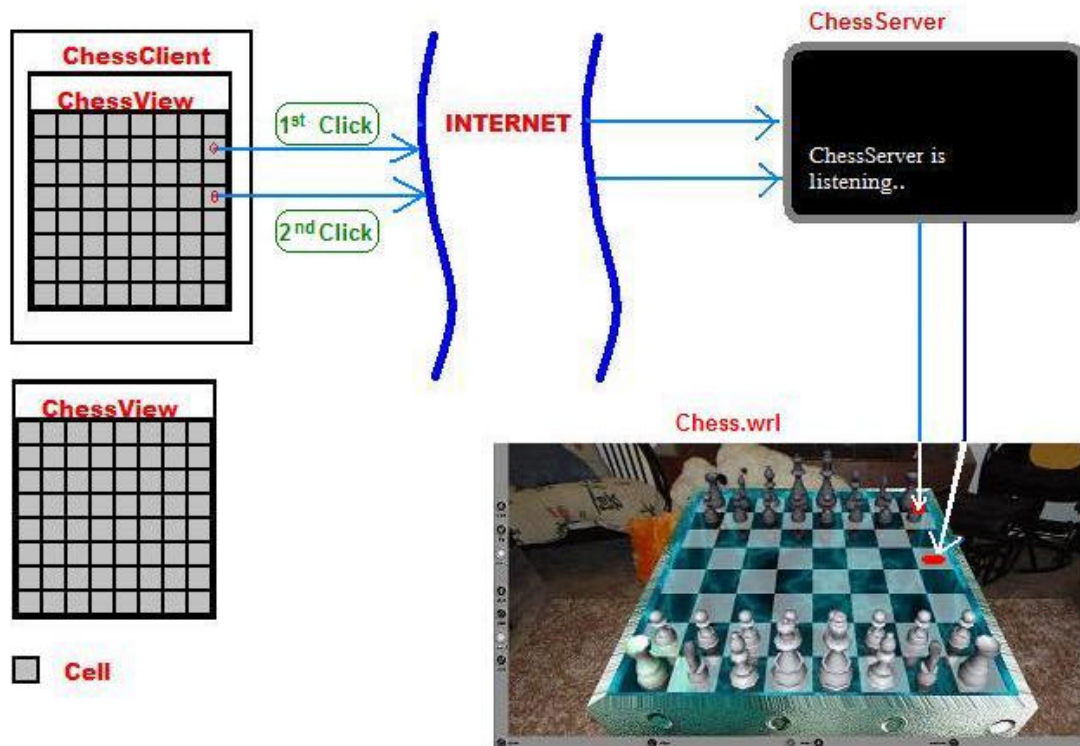 ChessServer
ChessClient
ChessView
1st Click
INTERNET
ChessServer is
listening..
2nd Click
ChessView
Chess.wrl
Cell